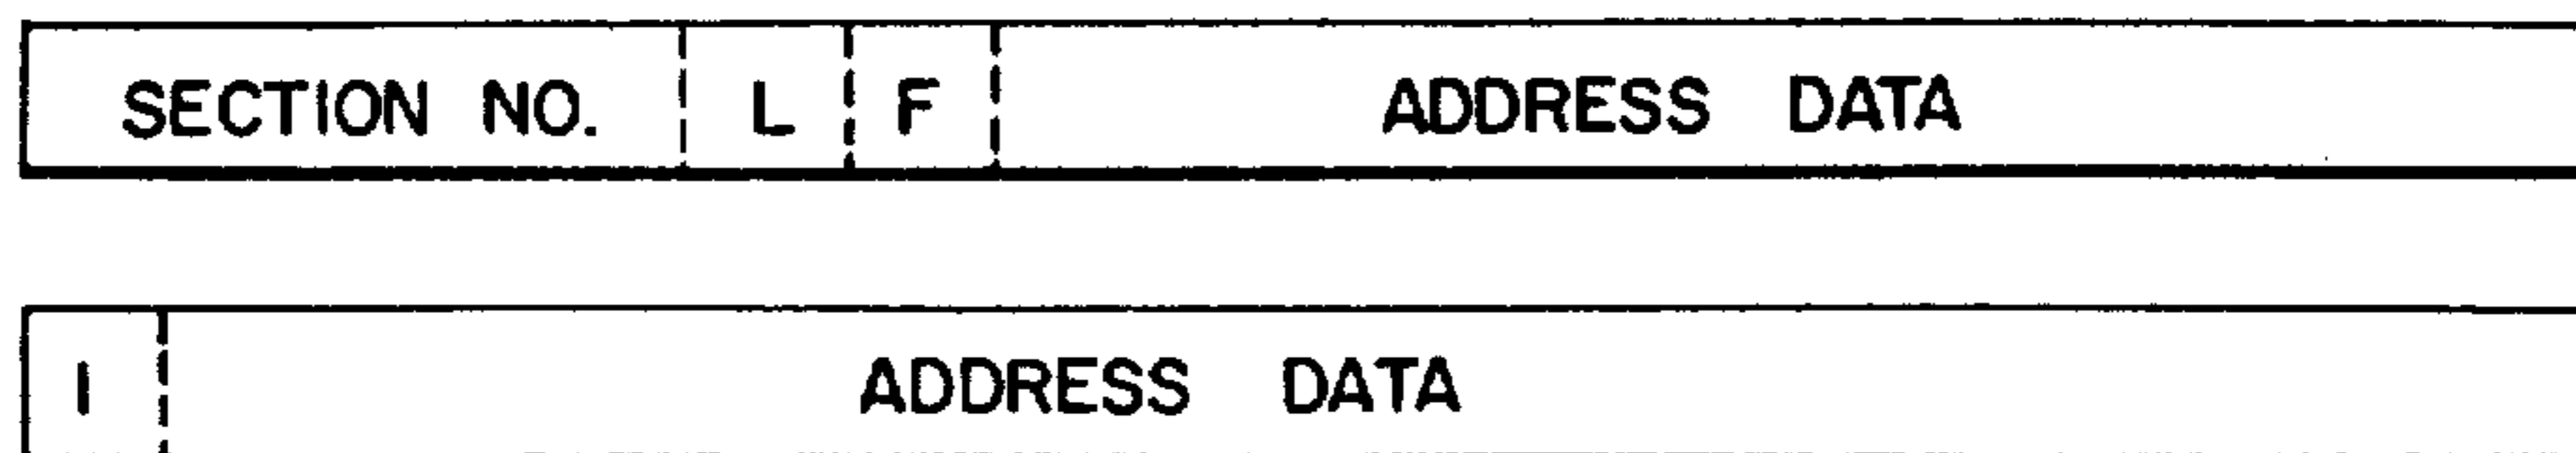 SECTION NO. L F ADDRESS DATA
I ADDRESS DATA